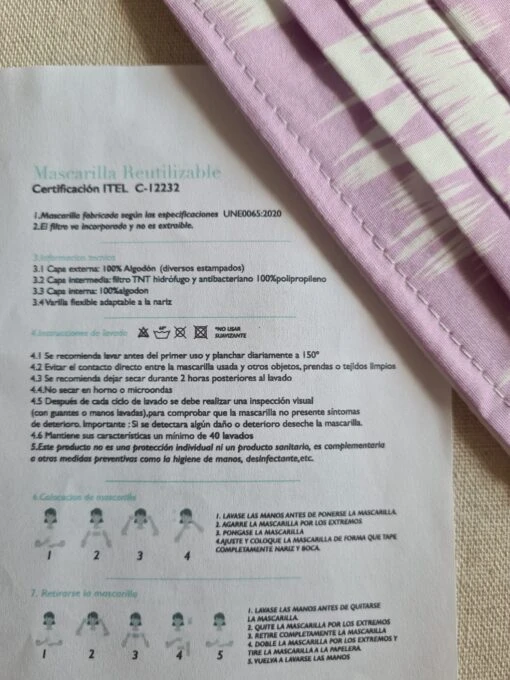 Mascarilla Reutilizable
Certificación ITEL C-12232
1.Mascarilla fabricada según las especificaciones UNE0065:2020
2.El filtro va incorporado y no es extraible.
3.Informacion tecnica
3.1 Capa externa: 100% Algodón (diversos estampados)
3.2 Capa intermedia: filtro TNT hidrófugo y antibacteriano 100%polipropileno
3.3 Capa interna: 100%algodon
3.4 Varilla flexible adaptable a la nariz
4.Instrucciones de lavado
*NO USAR
SUAVIZANTE
4.1 Se recomienda lavar antes del primer uso y planchar diariamente a 150º
4.2 Evitar el contacto directo entre la mascarilla usada y otros objetos, prendas o tejidos limpios
4.3 Se recomienda dejar secar durante 2 horas posteriores al lavado
4.4.No secar en horno o microondas
4.5 Después de cada ciclo de lavado se debe realizar una inspección visual
(con guantes o manos lavadas),para comprobar que la mascarilla no presente síntomas
de deterioro. Importante : Si se detectara algún daño o deterioro deseche la mascarilla.
4.6 Mantiene sus características un mínimo de 40 lavados
5.Este producto no es una protección individual ni un producto sanitario, es complementaria
a otras medidas preventivas como la higiene de manos, desinfectante,etc.
6.Colocacion de mascarilla
1. LAVASE LAS MANOS ANTES DE PONERSE LA MASCARILLA.
2. AGARRE LA MASCARILLA POR LOS EXTREMOS
3. PONGASE LA MASCARILLA
4.AJUSTE Y COLOQUE LA MASCARILLA DE FORMA QUE TAPE
COMPLETAMENTE NARIZ Y BOCA.
1 2 3 4
7. Retirarse la mascarilla
1. LAVASE LAS MANOS ANTES DE QUITARSE
LA MASCARILLA.
2. QUITE LA MASCARILLA POR LOS EXTREMOS
3. RETIRE COMPLETAMENTE LA MASCARILLA
4. DOBLE LA MASCARILLA POR LOS EXTREMOS Y
TIRE LA MASCARILLA A LA PAPELERA.
5. VUELVA A LAVARSE LAS MANOS
1 2 3 4 5